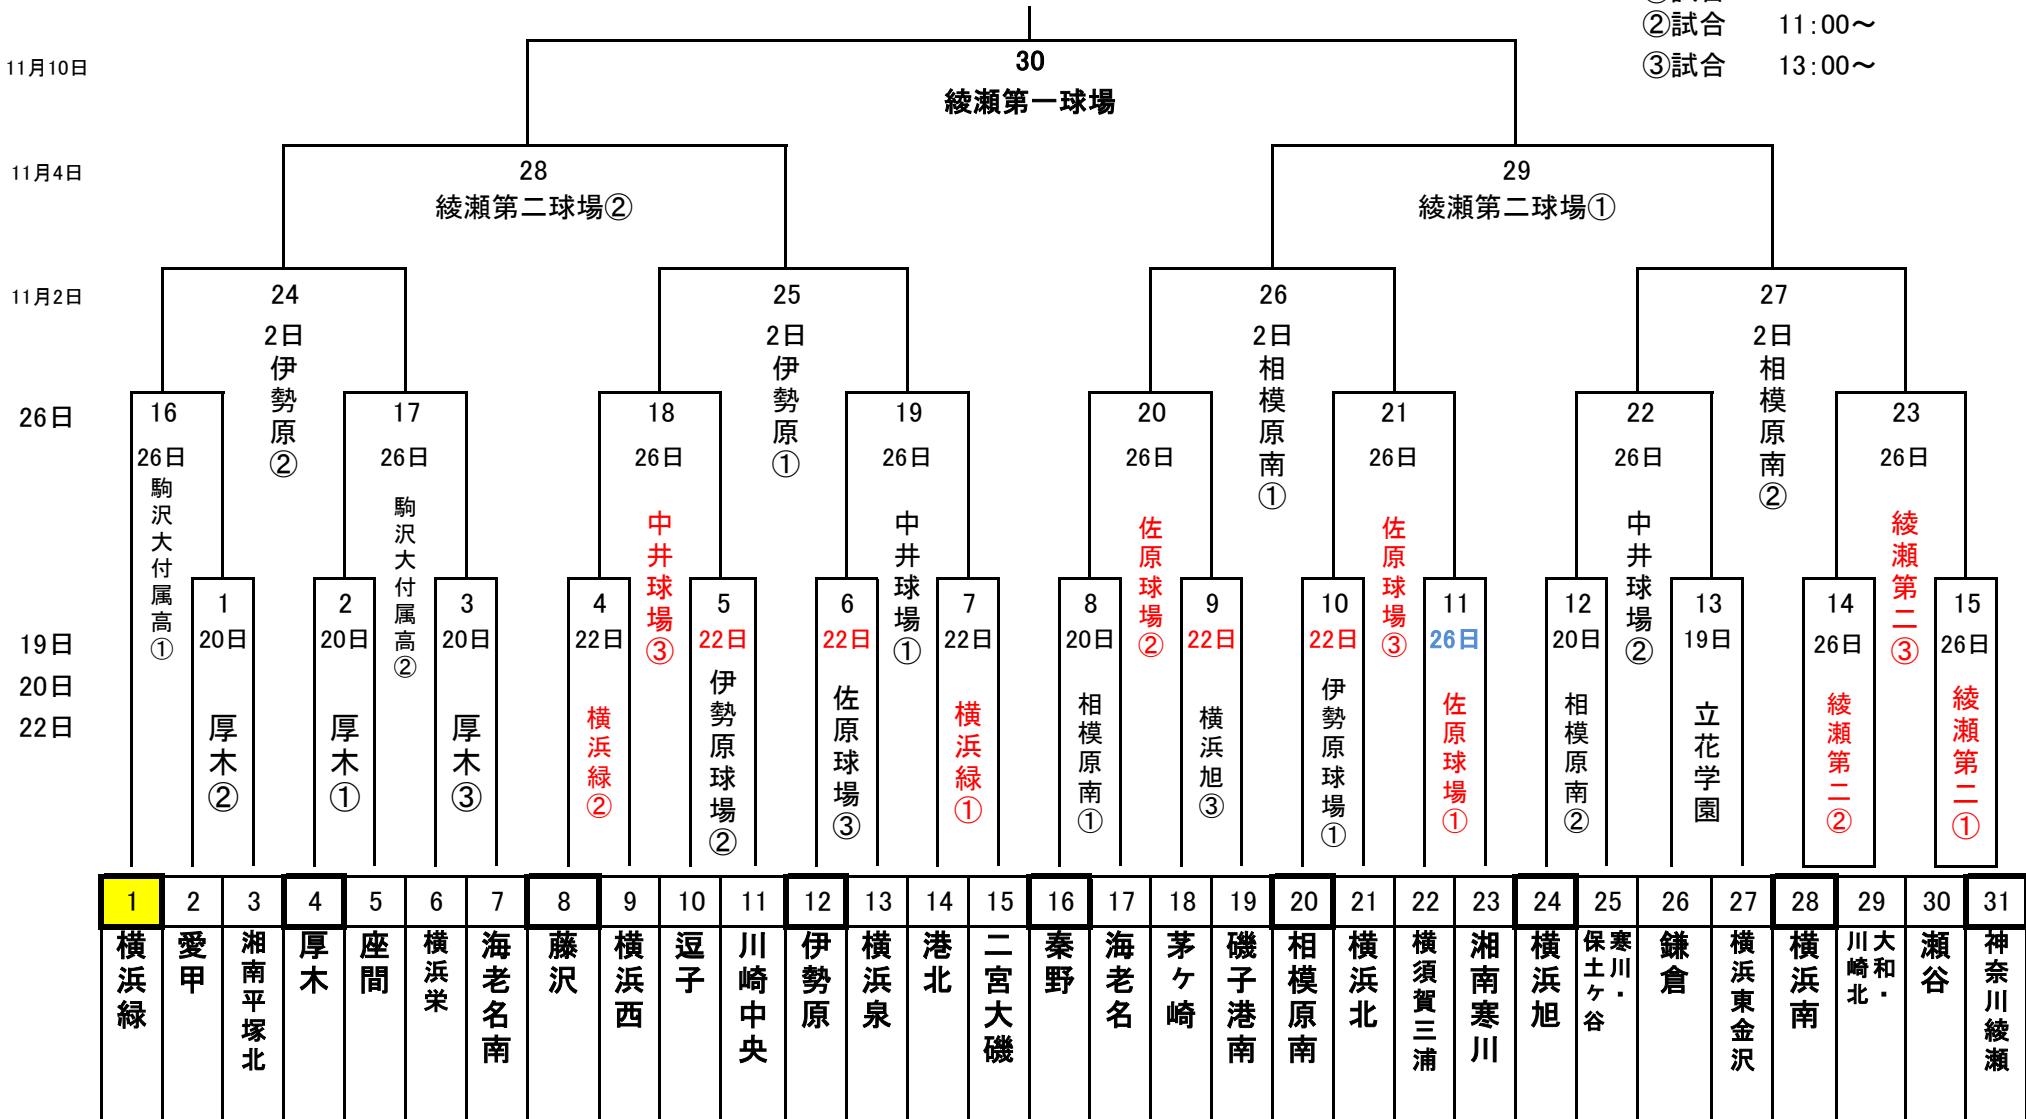 ②試合 11:00～
③試合 13:00～
11月10日
30
綾瀬第一球場
11月4日
28
綾瀬第二球場②
29
綾瀬第二球場①
11月2日
24
2日
伊勢原②
25
2日
伊勢原①
26
2日
相模原南①
27
2日
相模原南②
26日
16
26日
駒沢大付属高①
17
26日
駒沢大付属高②
18
26日
中井球場③
19
26日
中井球場①
20
26日
佐原球場②
21
26日
佐原球場③
22
26日
中井球場②
23
26日
綾瀬第二③
19日
20日
22日
1
20日
厚木②
2
20日
厚木①
3
20日
厚木③
4
22日
横浜緑②
5
22日
伊勢原球場②
6
22日
佐原球場③
7
22日
横浜緑①
8
20日
相模原南①
9
22日
横浜旭③
10
22日
伊勢原球場①
11
26日
佐原球場①
12
20日
相模原南②
13
19日
立花学園
14
26日
綾瀬第二②
15
26日
綾瀬第二①
1 2 3 4 5 6 7 8 9 10 11 12 13 14 15 16 17 18 19 20 21 22 23 24 25 26 27 28 29 30 31
横浜緑
愛甲
湘南平塚北
厚木
座間
横浜栄
海老名南
藤沢
横浜西
逗子
川崎中央
伊勢原
横浜泉
港北
二宮大磯
秦野
海老名
茅ケ崎
磯子港南
相模原南
横浜北
横須賀三浦
湘南寒川
横浜旭
寒川・
保土ケ谷
鎌倉
横浜東金沢
横浜南
大和・
川崎北
瀬谷
神奈川綾瀬